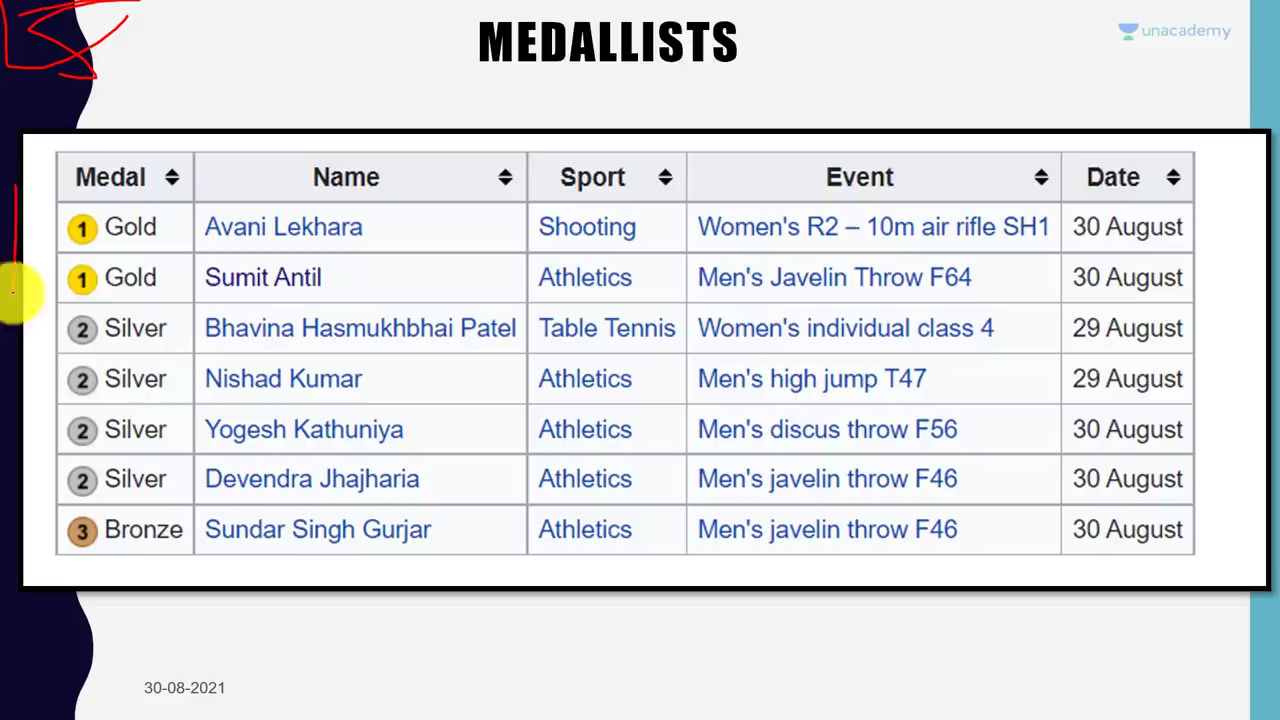 MEDALLISTS
unacademy
Medal Name Sport Event Date
1 Gold Avani Lekhara Shooting Women's R2 – 10m air rifle SH1 30 August
1 Gold Sumit Antil Athletics Men's Javelin Throw F64 30 August
2 Silver Bhavina Hasmukhbhai Patel Table Tennis Women's individual class 4 29 August
2 Silver Nishad Kumar Athletics Men's high jump T47 29 August
2 Silver Yogesh Kathuniya Athletics Men's discus throw F56 30 August
2 Silver Devendra Jhajharia Athletics Men's javelin throw F46 30 August
3 Bronze Sundar Singh Gurjar Athletics Men's javelin throw F46 30 August
30-08-2021